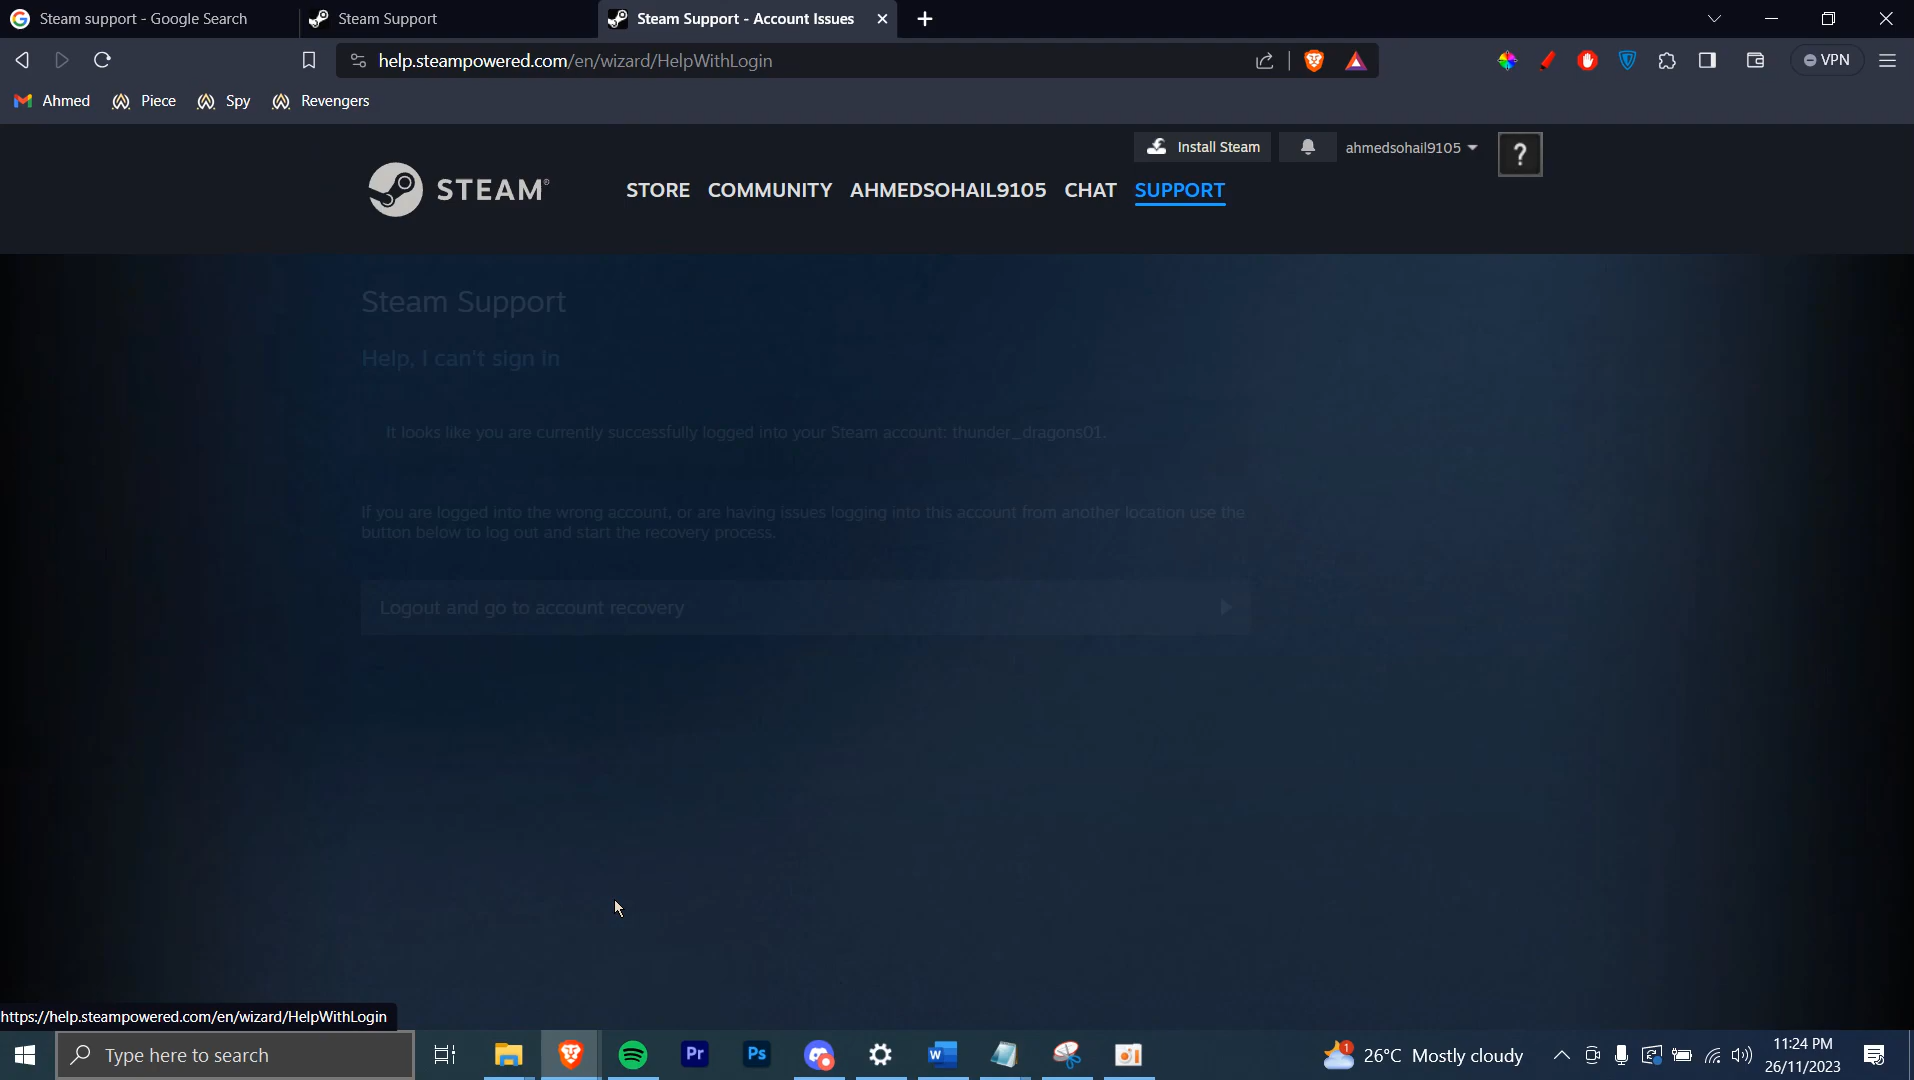 Steam support - Google Search
Steam Support
Steam Support - Account Issues
help.steampowered.com/en/wizard/HelpWithLogin
VPN
Ahmed
Piece
Spy
Revengers
Install Steam
ahmedsohail9105
?
STEAM®
STORE
COMMUNITY
AHMEDSOHAIL9105
CHAT
SUPPORT
Steam Support
Help, I can't sign In
It looks like you are currently successfully logged into your Steam account: thunder_dragons01.
If you are logged into the wrong account, or are having issues logging into this account from another location use the
button below to log out and start the recovery process.
Logout and go to account recovery
https://help.steampowered.com/en/wizard/HelpWithLogin
Type here to search
Pr
Ps
W
1
26°C Mostly cloudy
11:24 PM
26/11/2023